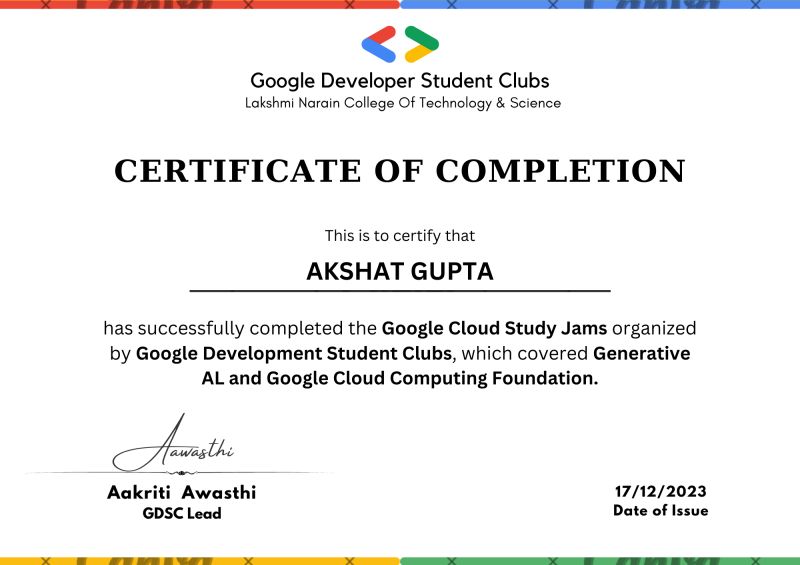 Google Developer Student Clubs
Lakshmi Narain College Of Technology & Science
CERTIFICATE OF COMPLETION
This is to certify that
AKSHAT GUPTA
has successfully completed the Google Cloud Study Jams organized
by Google Development Student Clubs, which covered Generative
AL and Google Cloud Computing Foundation.
Aawasthi
Aakriti Awasthi
GDSC Lead
17/12/2023
Date of Issue